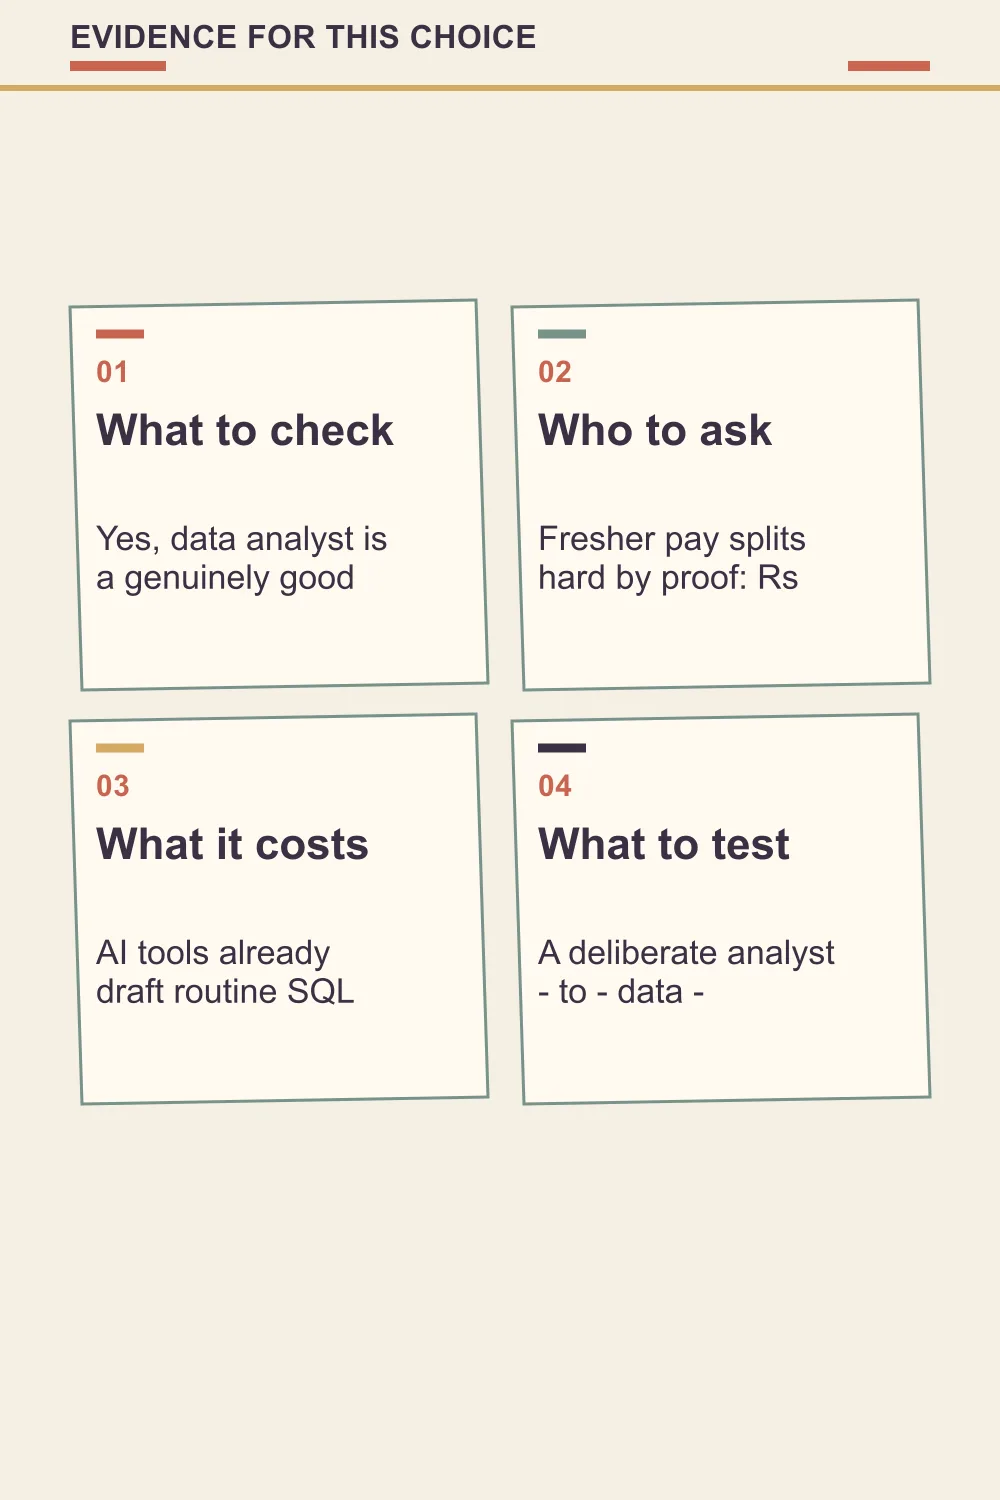 EVIDENCE FOR THIS CHOICE
01
What to check
Yes, data analyst is
a genuinely good
02
Who to ask
Fresher pay splits
hard by proof: Rs
03
What it costs
AI tools already
draft routine SQL
04
What to test
A deliberate analyst
- to - data -